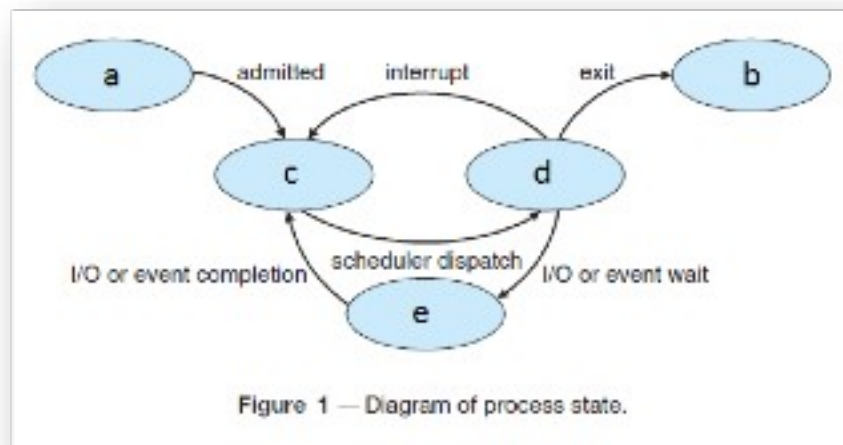 a
admitted
interrupt
exit
b
c
d
I/O or event completion
scheduler dispatch
I/O or event wait
e
Figure 1 — Diagram of process state.